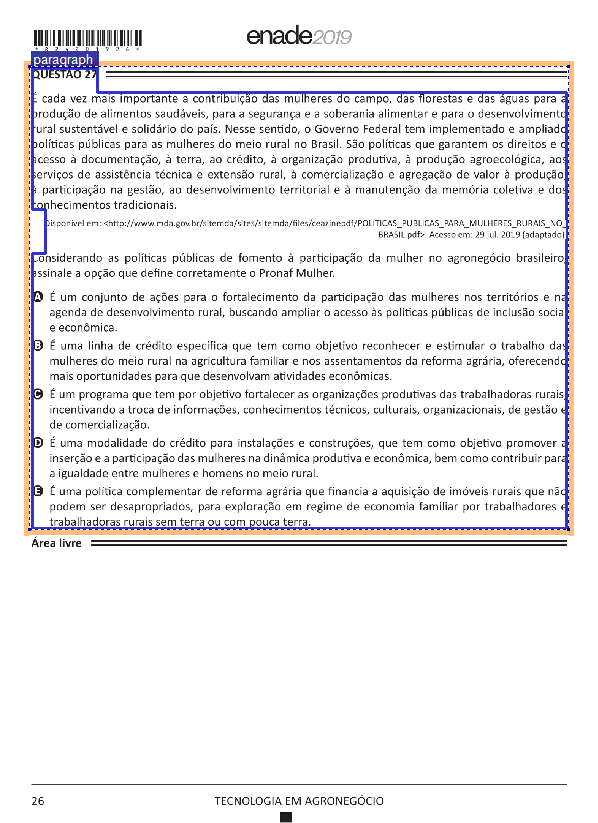 enade2019
*R24201926*
paragraph
QUESTÃO 27
É cada vez mais importante a contribuição das mulheres do campo, das florestas e das águas para a
produção de alimentos saudáveis, para a segurança e a soberania alimentar e para o desenvolvimento
rural sustentável e solidário do país. Nesse sentido, o Governo Federal tem implementado e ampliado
políticas públicas para as mulheres do meio rural no Brasil. São políticas que garantem os direitos e o
acesso à documentação, à terra, ao crédito, à organização produtiva, à produção agroecológica, aos
serviços de assistência técnica e extensão rural, à comercialização e agregação de valor à produção,
à participação na gestão, ao desenvolvimento territorial e à manutenção da memória coletiva e dos
conhecimentos tradicionais.
Disponível em: <http://www.mda.gov.br/sitemda/sites/sitemda/files/ceazinepdf/POLITICAS_PUBLICAS_PARA_MULHERES_RURAIS_NO_
BRASIL.pdf>. Acesso em: 29 jul. 2019 (adaptado).
Considerando as políticas públicas de fomento à participação da mulher no agronegócio brasileiro,
assinale a opção que define corretamente o Pronaf Mulher.
A É um conjunto de ações para o fortalecimento da participação das mulheres nos territórios e na
agenda de desenvolvimento rural, buscando ampliar o acesso às políticas públicas de inclusão social
e econômica.
B É uma linha de crédito específica que tem como objetivo reconhecer e estimular o trabalho das
mulheres do meio rural na agricultura familiar e nos assentamentos da reforma agrária, oferecendo
mais oportunidades para que desenvolvam atividades econômicas.
C É um programa que tem por objetivo fortalecer as organizações produtivas das trabalhadoras rurais,
incentivando a troca de informações, conhecimentos técnicos, culturais, organizacionais, de gestão e
de comercialização.
D É uma modalidade do crédito para instalações e construções, que tem como objetivo promover a
inserção e a participação das mulheres na dinâmica produtiva e econômica, bem como contribuir para
a igualdade entre mulheres e homens no meio rural.
E É uma política complementar de reforma agrária que financia a aquisição de imóveis rurais que não
podem ser desapropriados, para exploração em regime de economia familiar por trabalhadores e
trabalhadoras rurais sem terra ou com pouca terra.
Área livre
26
TECNOLOGIA EM AGRONEGÓCIO